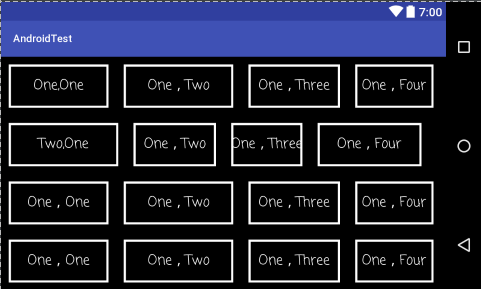 7:00
AndroidTest
One,One One , Two One , Three One , Four
Two,One One , Two One , Three One , Four
One , One One , Two One , Three One , Four
One , One One , Two One , Three One , Four